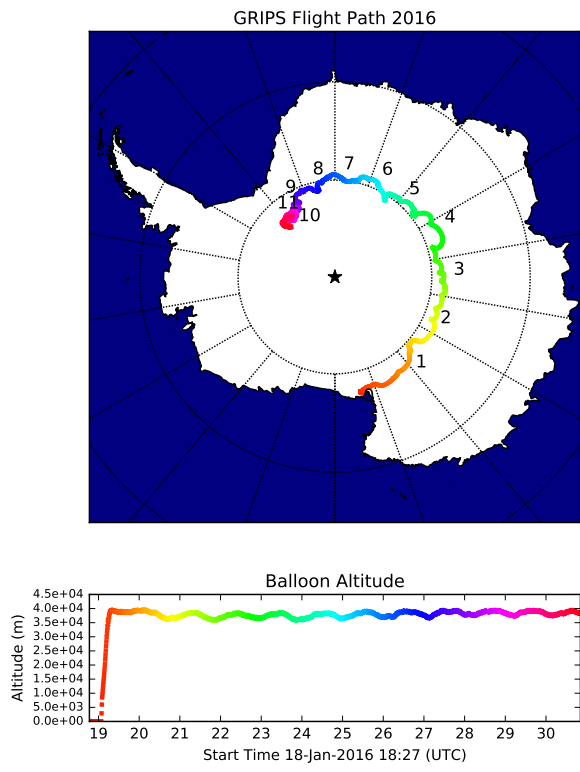 GRIPS Flight Path 2016
8 7 6
9 5
11
10 4
3
2
1
Balloon Altitude
4.5e+04
4.0e+04
3.5e+04
3.0e+04
2.5e+04
2.0e+04
1.5e+04
1.0e+04
5.0e+03
0.0e+00
Altitude (m)
19 20 21 22 23 24 25 26 27 28 29 30
Start Time 18-Jan-2016 18:27 (UTC)